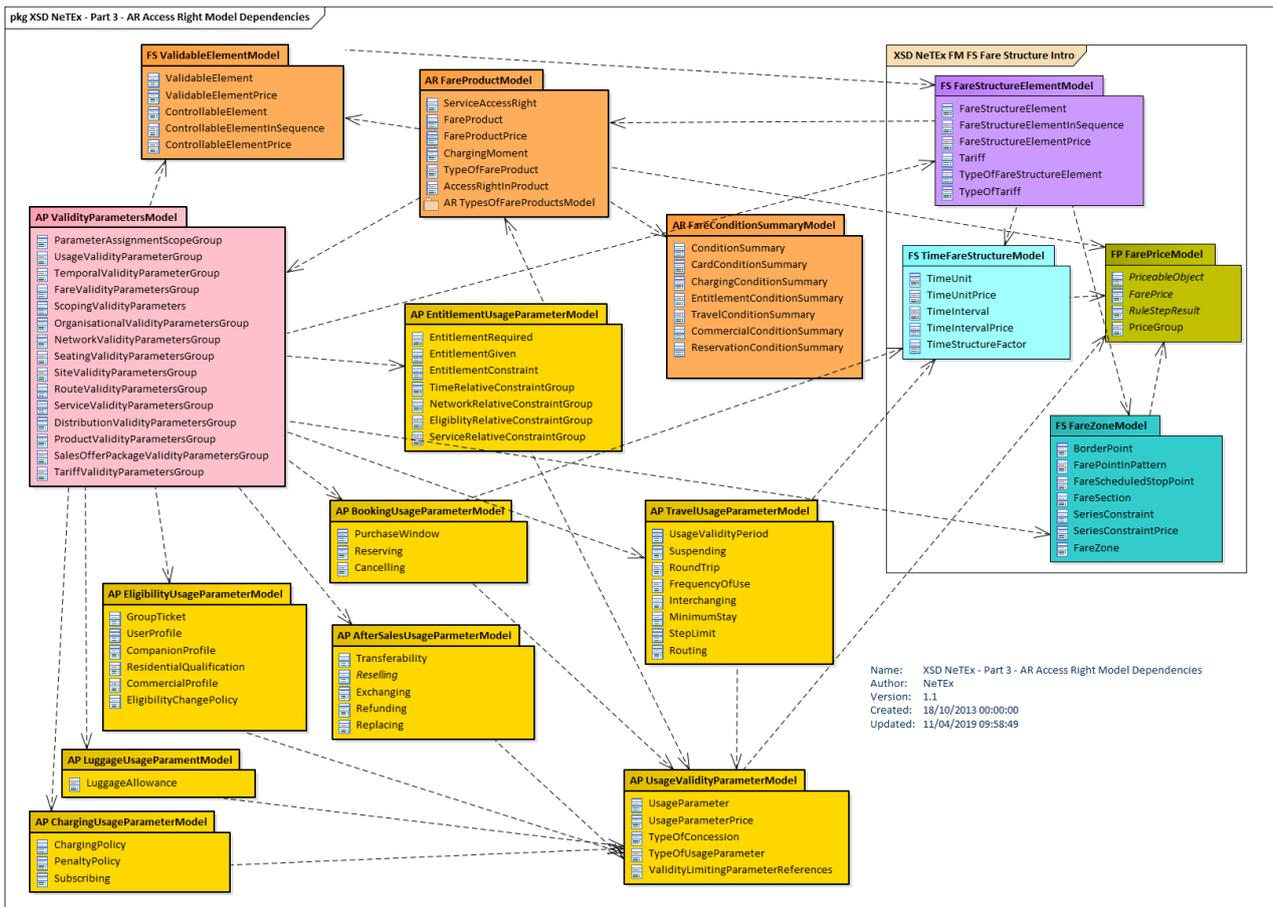 pkg XSD NeTEx - Part 3 - AR Access Right Model Dependencies
FS ValidableElementModel
ValidableElement
ValidableElementPrice
ControllableElement
ControllableElementInSequence
ControllableElementPrice
AR FareProductModel
ServiceAccessRight
FareProduct
FareProductPrice
ChargingMoment
TypeOfFareProduct
AccessRightInProduct
AR TypesOfFareProductsModel
XSD NeTEx FM FS Fare Structure Intro
FS FareStructureElementModel
FareStructureElement
FareStructureElementInSequence
FareStructureElementPrice
Tariff
TypeOfFareStructureElement
TypeOfTariff
AP ValidityParametersModel
ParameterAssignmentScopeGroup
UsageValidityParameterGroup
TemporalValidityParameterGroup
FareValidityParametersGroup
ScopingValidityParameters
OrganisationalValidityParametersGroup
NetworkValidityParametersGroup
SeatingValidityParametersGroup
SiteValidityParametersGroup
RouteValidityParametersGroup
ServiceValidityParametersGroup
DistributionValidityParametersGroup
ProductValidityParametersGroup
SalesOfferPackageValidityParametersGroup
TariffValidityParametersGroup
AR FareConditionSummaryModel
ConditionSummary
CardConditionSummary
ChargingConditionSummary
EntitlementConditionSummary
TravelConditionSummary
CommercialConditionSummary
ReservationConditionSummary
FS TimeFareStructureModel
TimeUnit
TimeUnitPrice
TimeInterval
TimeIntervalPrice
TimeStructureFactor
FP FarePriceModel
PriceableObject
FarePrice
RuleStepResult
PriceGroup
AP EntitlementUsageParameterModel
EntitlementRequired
EntitlementGiven
EntitlementConstraint
TimeRelativeConstraintGroup
NetworkRelativeConstraintGroup
EligiblityRelativeConstraintGroup
ServiceRelativeConstraintGroup
FS FareZoneModel
BorderPoint
FarePointInPattern
FareScheduledStopPoint
FareSection
SeriesConstraint
SeriesConstraintPrice
FareZone
AP BookingUsageParameterModel
PurchaseWindow
Reserving
Cancelling
AP TravelUsageParameterModel
UsageValidityPeriod
Suspending
RoundTrip
FrequencyOfUse
Interchanging
MinimumStay
StepLimit
Routing
AP EligibilityUsageParameterModel
GroupTicket
UserProfile
CompanionProfile
ResidentialQualification
CommercialProfile
EligibilityChangePolicy
AP AfterSalesUsageParmeterModel
Transferability
Reselling
Exchanging
Refunding
Replacing
Name: XSD NeTEx - Part 3 - AR Access Right Model Dependencies
Author: NeTEx
Version: 1.1
Created: 18/10/2013 00:00:00
Updated: 11/04/2019 09:58:49
AP LuggageUsageParamentModel
LuggageAllowance
AP ChargingUsageParameterModel
ChargingPolicy
PenaltyPolicy
Subscribing
AP UsageValidityParameterModel
UsageParameter
UsageParameterPrice
TypeOfConcession
TypeOfUsageParameter
ValidityLimitingParameterReferences